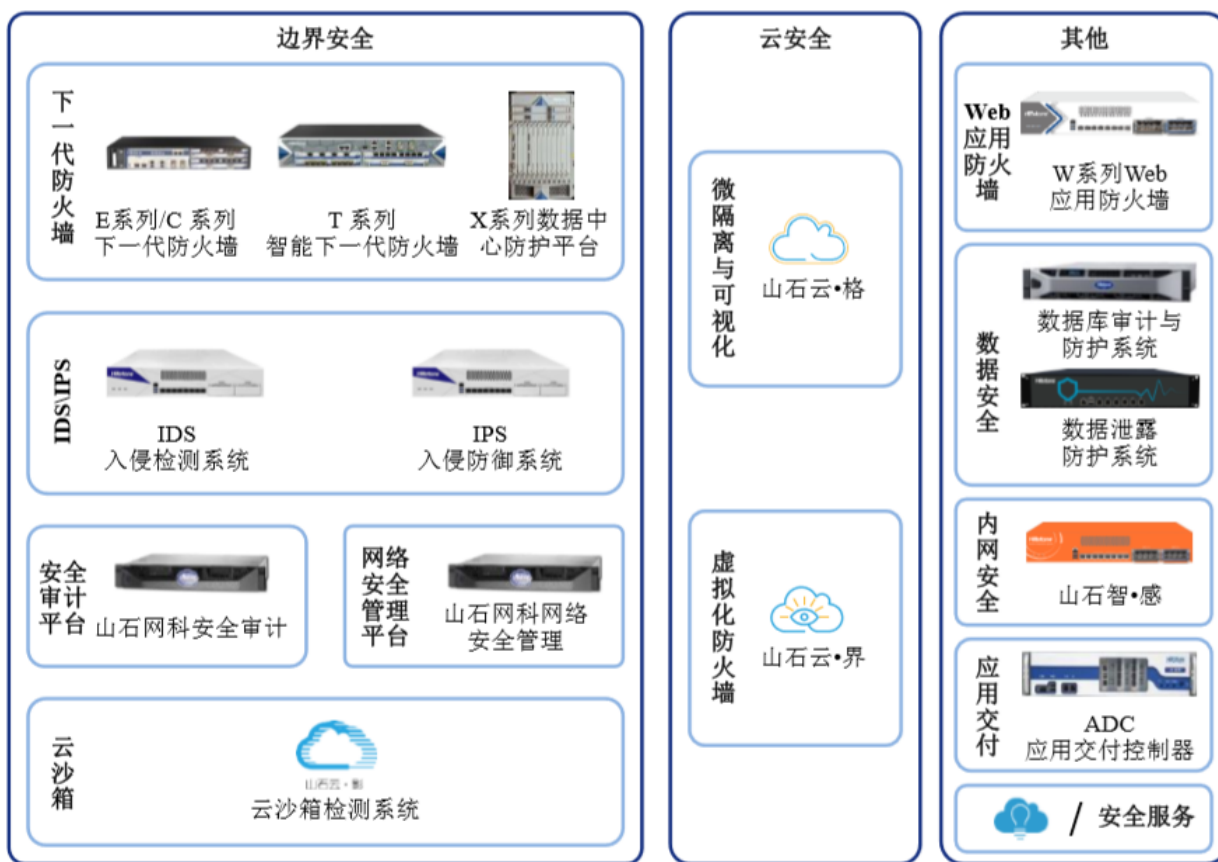 边界安全
下一代防火墙
E系列/C 系列
下一代防火墙
T 系列
智能下一代防火墙
X系列数据中
心防护平台
IDS\IPS
IDS
入侵检测系统
IPS
入侵防御系统
安全
审计
平台
山石网科安全审计
网络
安全
管理
平台
山石网科网络
安全管理
云沙箱
山石云·影
云沙箱检测系统
云安全
微隔离与可视化
山石云•格
虚拟化防火墙
山石云•界
其他
Web
应用
防火
墙
Hillstone
W系列Web
应用防火墙
数据安全
数据库审计与
防护系统
Hillstone
数据泄露
防护系统
内网安全
Hillstone
山石智•感
应用交付
ADC
应用交付控制器
/ 安全服务